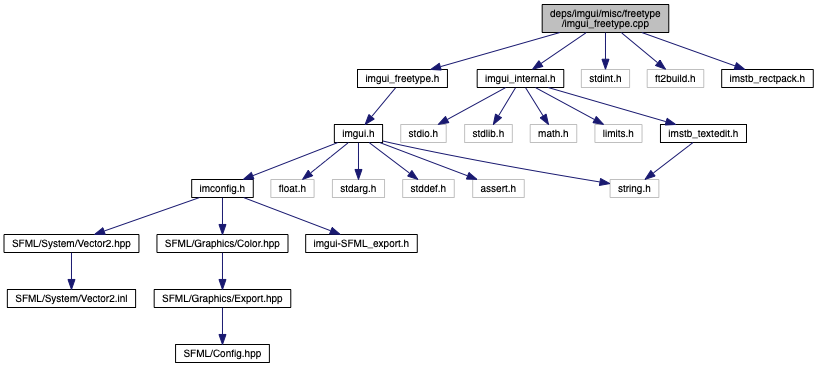 deps/imgui/misc/freetype
/imgui_freetype.cpp
imgui_freetype.h
imgui_internal.h
stdint.h
ft2build.h
imstb_rectpack.h
imgui.h
stdio.h
stdlib.h
math.h
limits.h
imstb_textedit.h
imconfig.h
float.h
stdarg.h
stddef.h
assert.h
string.h
SFML/System/Vector2.hpp
SFML/Graphics/Color.hpp
imgui-SFML_export.h
SFML/System/Vector2.inl
SFML/Graphics/Export.hpp
SFML/Config.hpp